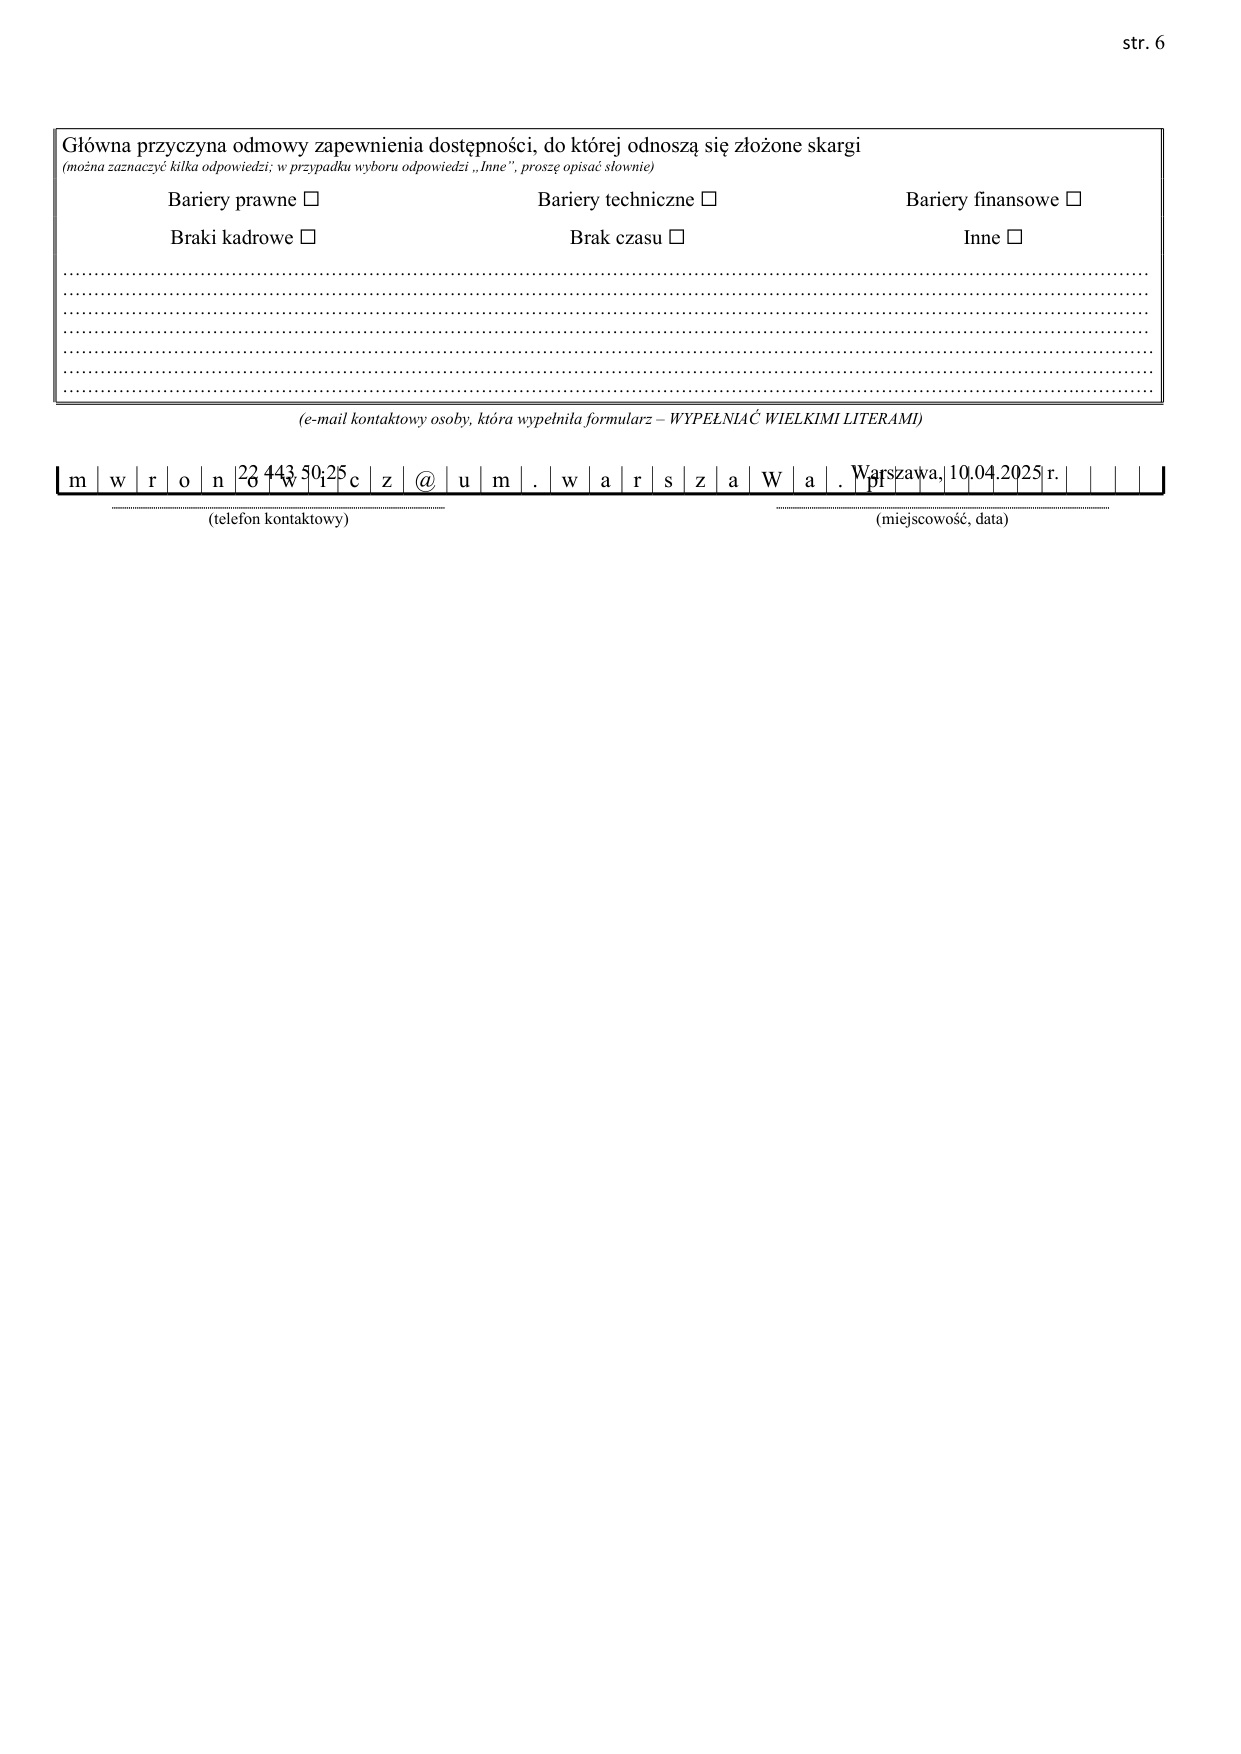 str. 6
Główna przyczyna odmowy zapewnienia dostępności, do której odnoszą się złożone skargi
(można zaznaczyć kilka odpowiedzi; w przypadku wyboru odpowiedzi „Inne”, proszę opisać słownie)
Bariery prawne ☐ Bariery techniczne ☐ Bariery finansowe ☐
Braki kadrowe ☐ Brak czasu ☐ Inne ☐
(e-mail kontaktowy osoby, która wypełniła formularz – WYPEŁNIAĆ WIELKIMI LITERAMI)
22 443 50 25 Warszawa, 10.04.2025 r.
m w r o n o w i c z @ u m . w a r s z a W a . pl
(telefon kontaktowy) (miejscowość, data)